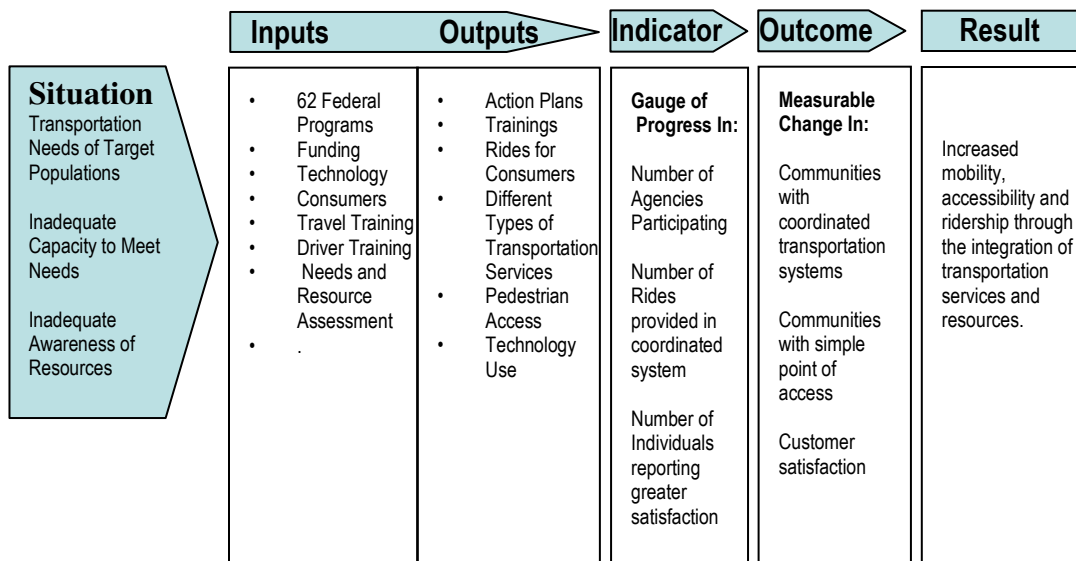 Inputs
Outputs
Indicator
Outcome
Result
Situation
Transportation
Needs of Target
Populations
Inadequate
Capacity to Meet
Needs
Inadequate
Awareness of
Resources
• 62 Federal
Programs
• Funding
• Technology
• Consumers
• Travel Training
• Driver Training
• Needs and
Resource
Assessment
• .
• Action Plans
• Trainings
• Rides for
Consumers
• Different
Types of
Transportation
Services
• Pedestrian
Access
• Technology
Use
Gauge of
Progress In:
Number of
Agencies
Participating
Number of
Rides
provided in
coordinated
system
Number of
Individuals
reporting
greater
satisfaction
Measurable
Change In:
Communities
with
coordinated
transportation
systems
Communities
with simple
point of
access
Customer
satisfaction
Increased
mobility,
accessibility and
ridership through
the integration of
transportation
services and
resources.